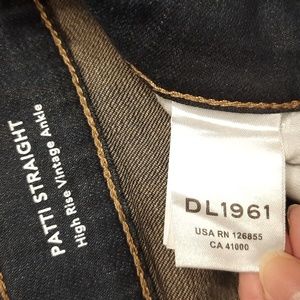 PATTI STRAIGHT
High Rise Vintage Ankle
DL1961
USA RN 126855
CA 41000